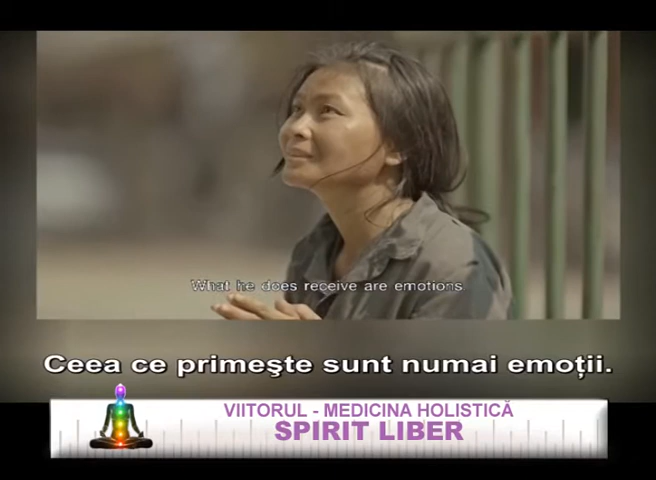 What he does receive are emotions.
Ceea ce primeşte sunt numai emoţii.
VIITORUL - MEDICINA HOLISTICĂ
SPIRIT LIBER